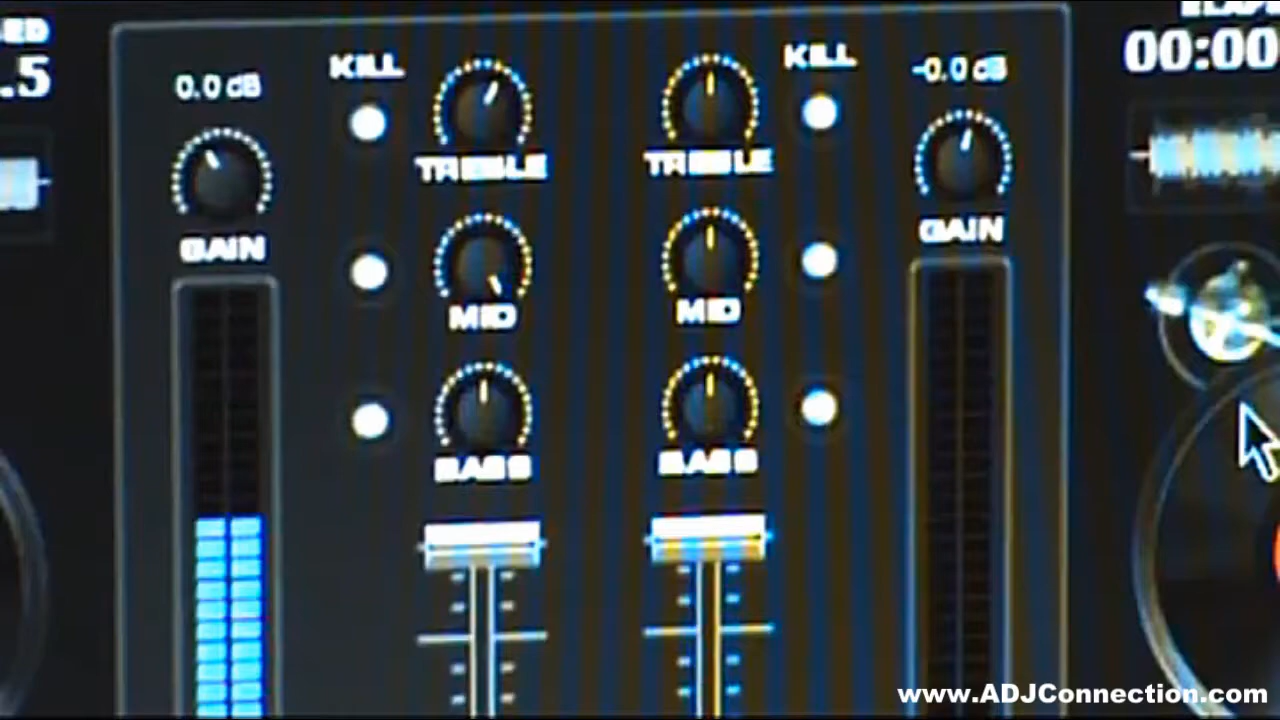 .5
0.0 dB
KILL
TREBLE
TREBLE
KILL
-0.0 dB
00:00
GAIN
GAIN
MID
MID
BASS
BASS
www.ADJConnection.com